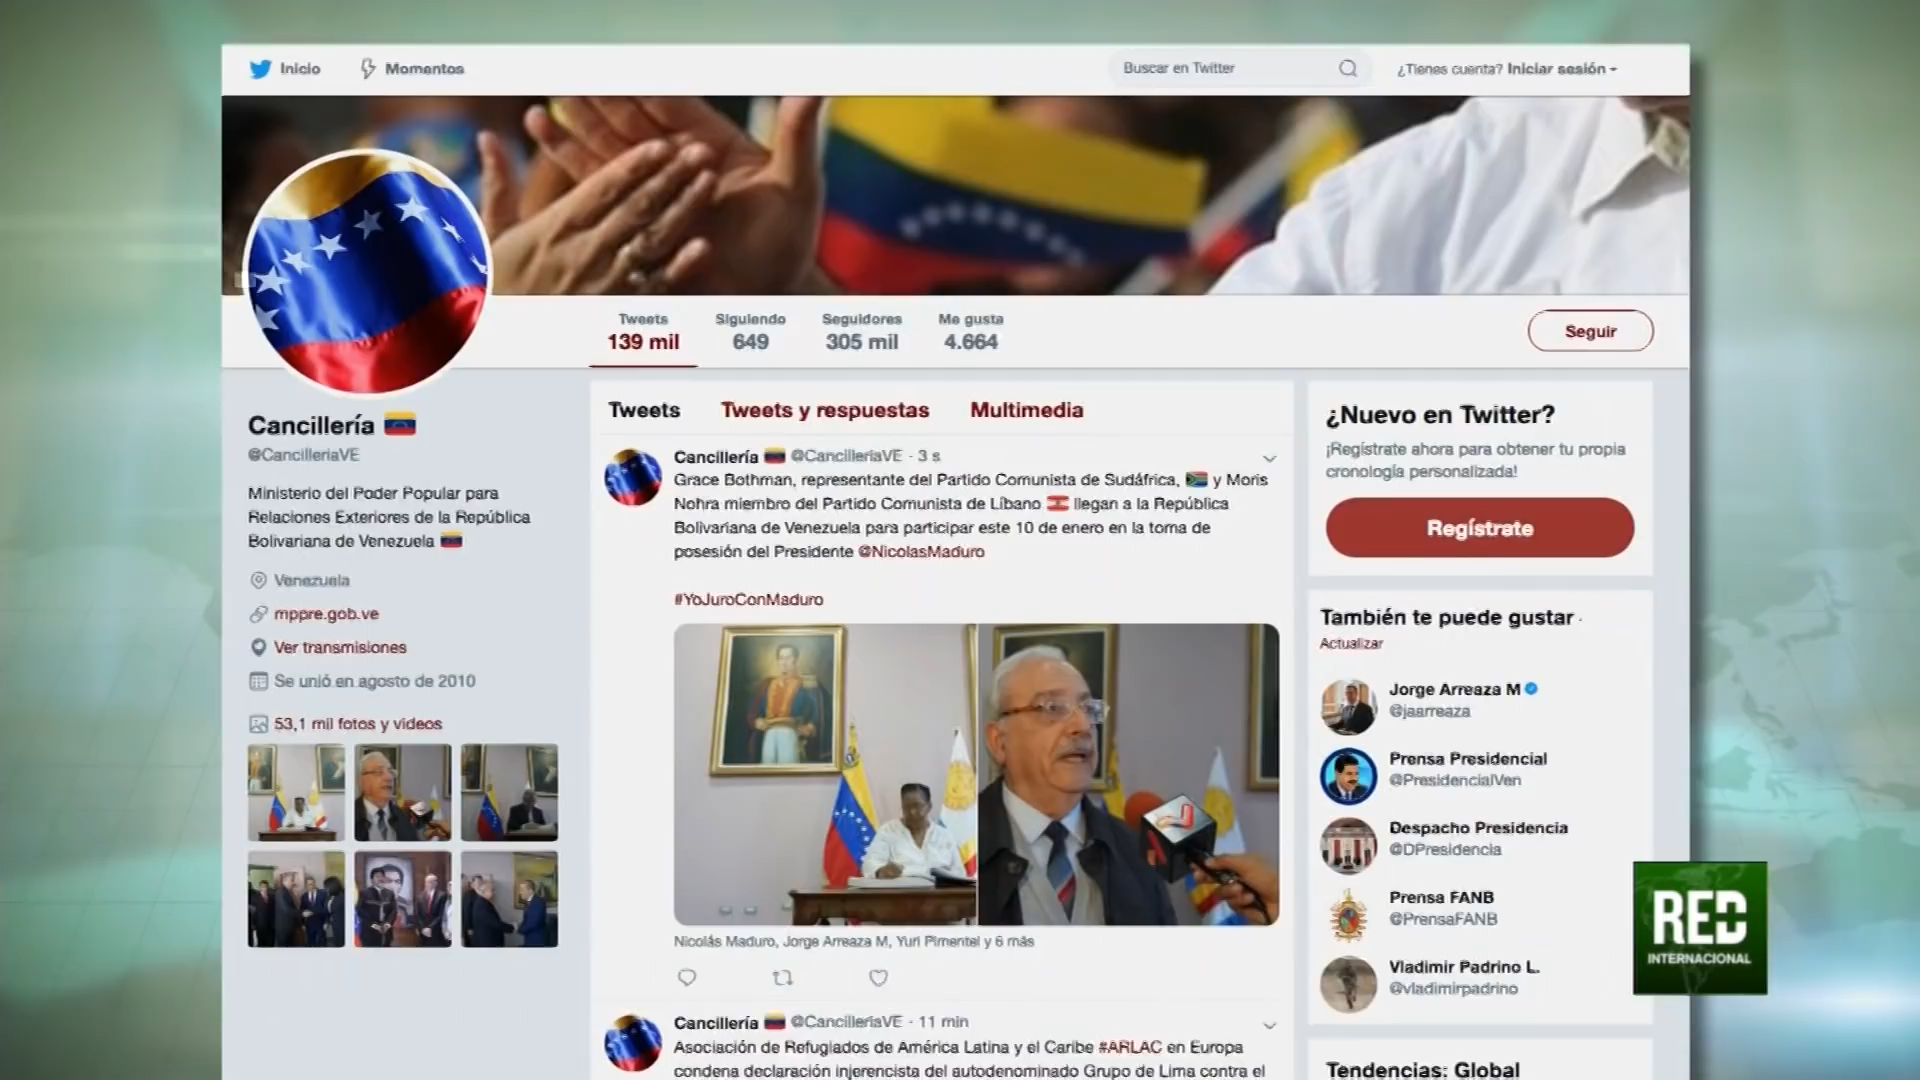 Inicio
Momentos
Buscar en Twitter
¿Tienes cuenta? Iniciar sesión
Tweets
139 mil
Siguiendo
649
Seguidores
305 mil
Me gusta
4.664
Seguir
Cancillería
@CancilleriaVE
Ministerio del Poder Popular para
Relaciones Exteriores de la República
Bolivariana de Venezuela
Venezuela
mppre.gob.ve
Ver transmisiones
Se unió en agosto de 2010
53,1 mil fotos y videos
Tweets
Tweets y respuestas
Multimedia
Cancillería @CancilleriaVE · 3 s
Grace Bothman, representante del Partido Comunista de Sudáfrica, y Moris
Nohra miembro del Partido Comunista de Líbano llegan a la República
Bolivariana de Venezuela para participar este 10 de enero en la toma de
posesión del Presidente @NicolasMaduro
#YoJuroConMaduro
Nicolás Maduro, Jorge Arreaza M, Yuri Pimentel y 6 más
Cancillería @CancilleriaVE · 11 min
Asociación de Refugiados de América Latina y el Caribe #ARLAC en Europa
condena declaración injerencista del autodenominado Grupo de Lima contra el
¿Nuevo en Twitter?
¡Regístrate ahora para obtener tu propia
cronología personalizada!
Regístrate
También te puede gustar ·
Actualizar
Jorge Arreaza M
@jaarreaza
Prensa Presidencial
@PresidencialVen
Despacho Presidencia
@DPresidencia
Prensa FANB
@PrensaFANB
Vladimir Padrino L.
@vladimirpadrino
Tendencias: Global
RED
INTERNACIONAL